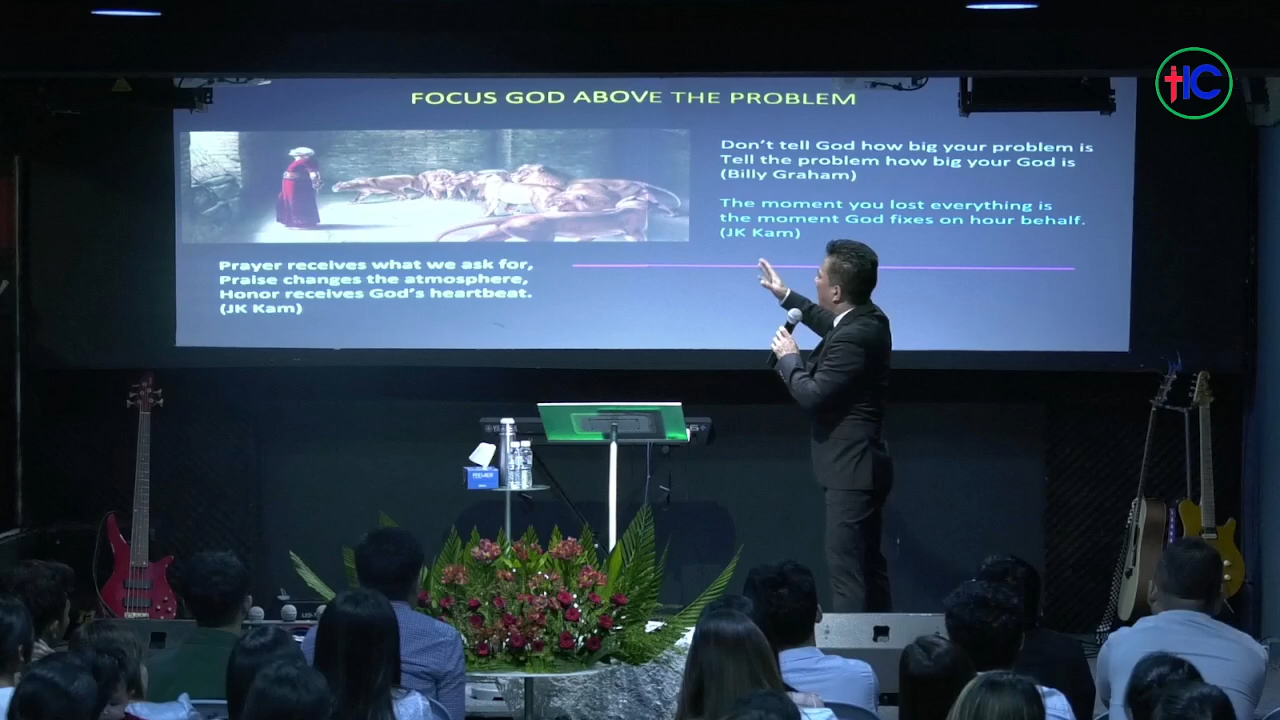 FOCUS GOD ABOVE THE PROBLEM
Don't tell God how big your problem is
Tell the problem how big your God is
(Billy Graham)
The moment you lost everything is
the moment God fixes on hour behalf.
(JK Kam)
Prayer receives what we ask for,
Praise changes the atmosphere,
Honor receives God's heartbeat.
(JK Kam)
HC